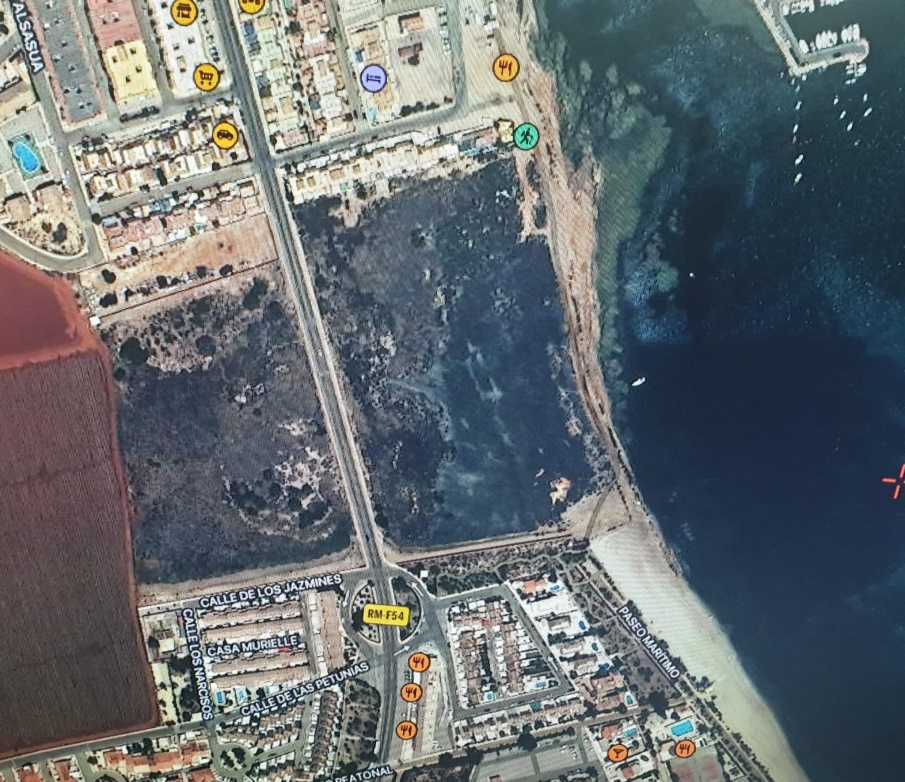 ALSASUA
CALLE DE LOS JAZMINES
RM-F54
CALLE LOS NARCISOS
CASA MURIELLE
PASEO MARÍTIMO
CALLE DE LAS PETUNIAS
PEATONAL